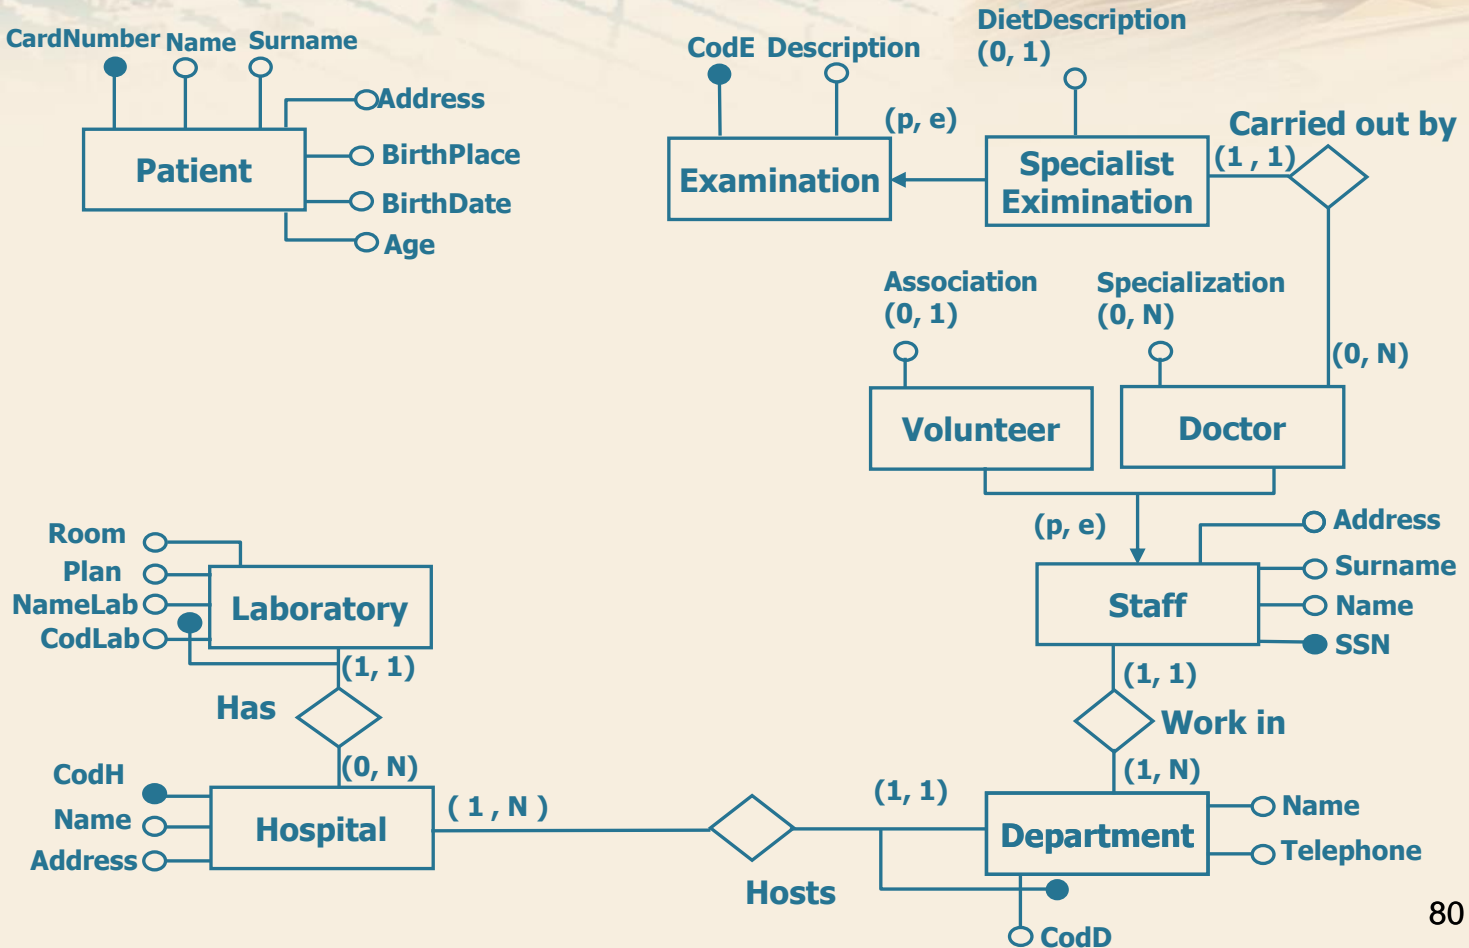 CardNumber Name Surname
Address
BirthPlace
BirthDate
Age
Patient
CodE Description
DietDescription
(0, 1)
(p, e)
Examination
Specialist
Eximination
Carried out by
(1 , 1)
(0, N)
Association
(0, 1)
Specialization
(0, N)
Volunteer
Doctor
(p, e)
Address
Surname
Name
SSN
Staff
(1, 1)
Work in
(1, N)
Room
Plan
NameLab
CodLab
Laboratory
(1, 1)
Has
(0, N)
CodH
Name
Address
Hospital
( 1 , N )
Hosts
(1, 1)
Department
Name
Telephone
CodD
80